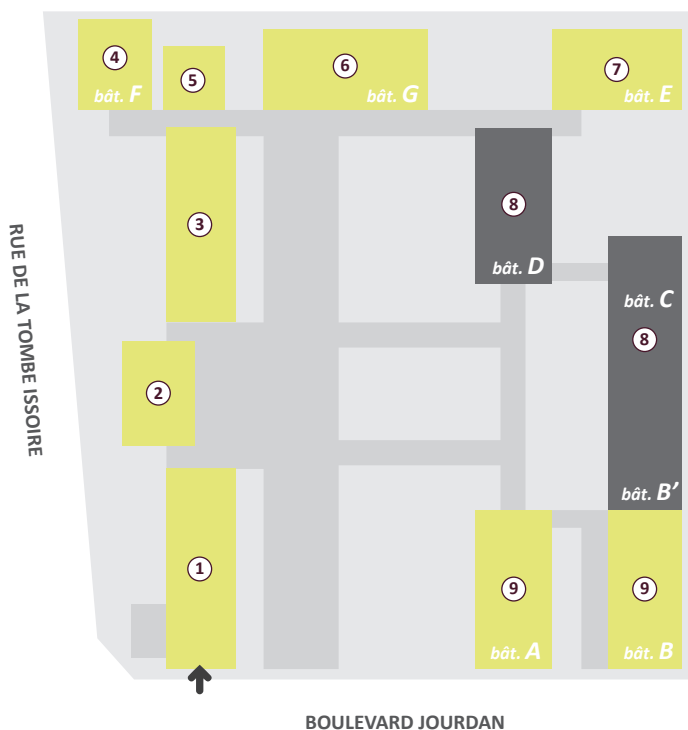 4
bât. F
5
6
bât. G
7
bât. E
3
8
bât. D
bât. C
8
bât. B’
RUE DE LA TOMBE ISSOIRE
2
1
9
bât. A
9
bât. B
BOULEVARD JOURDAN